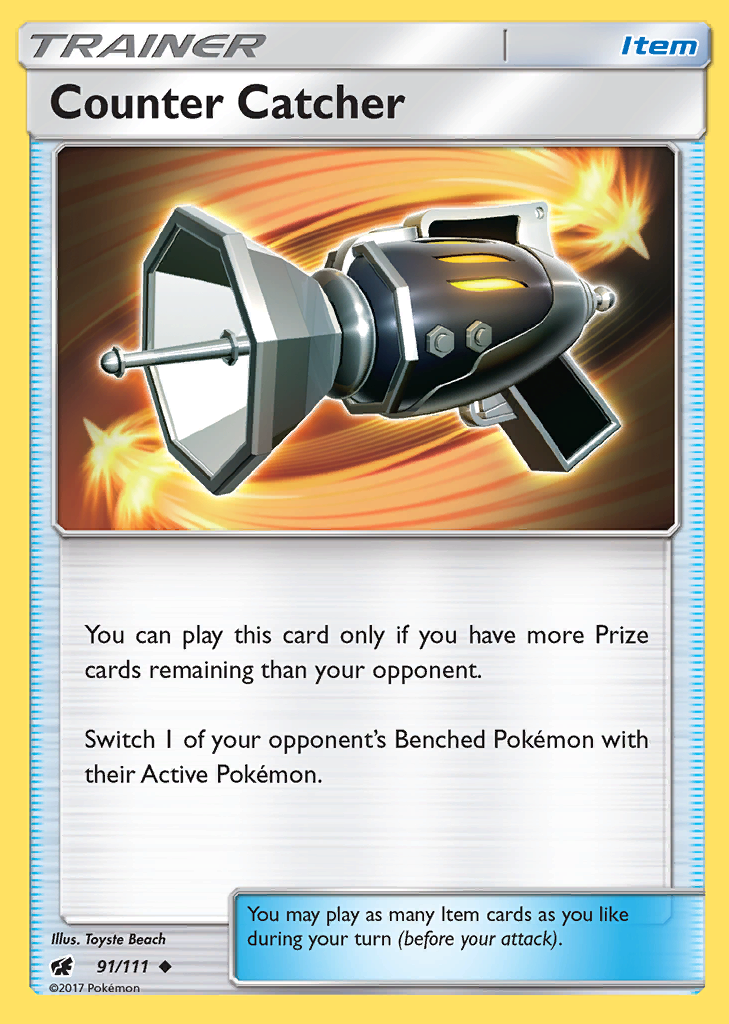 TRAINER
Item
Counter Catcher
You can play this card only if you have more Prize
cards remaining than your opponent.
Switch 1 of your opponent's Benched Pokémon with
their Active Pokémon.
You may play as many Item cards as you like
during your turn (before your attack).
Illus. Toyste Beach
91/111
©2017 Pokémon